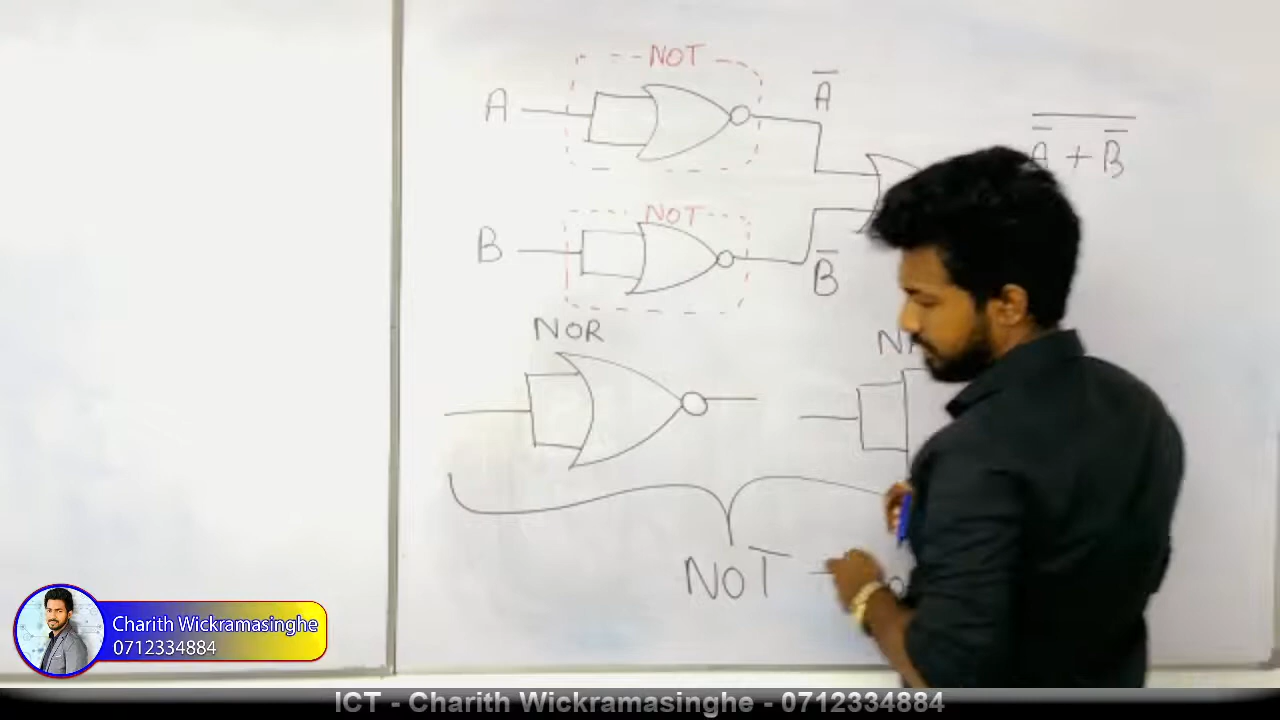 NOT
A
A̅
A̅ + B̅
NOT
B
B̅
NOR
NOT
Charith Wickramasinghe
0712334884
ICT - Charith Wickramasinghe - 0712334884